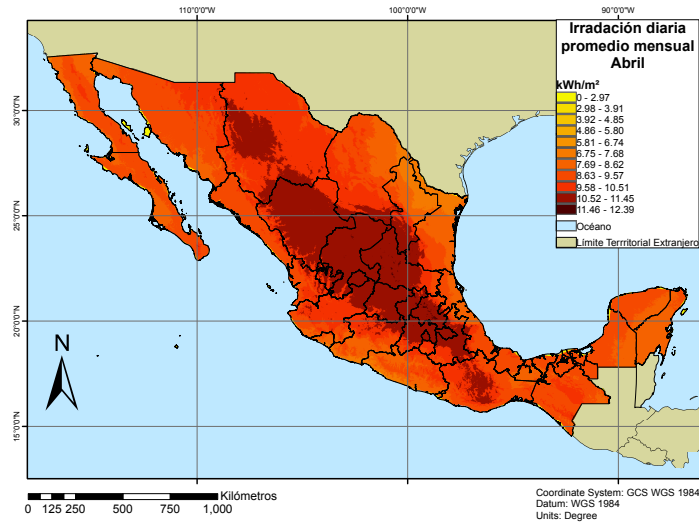 110°0'0"W
100°0'0"W
90°0'0"W
Irradación diaria
promedio mensual
Abril
kWh/m²
0 - 2.97
2.98 - 3.91
3.92 - 4.85
4.86 - 5.80
5.81 - 6.74
6.75 - 7.68
7.69 - 8.62
8.63 - 9.57
9.58 - 10.51
10.52 - 11.45
11.46 - 12.39
Océano
Límite Terrritorial Extranjero
30°0'0"N
25°0'0"N
20°0'0"N
15°0'0"N
N
Kilómetros
0 125 250 500 750 1,000
Coordinate System: GCS WGS 1984
Datum: WGS 1984
Units: Degree